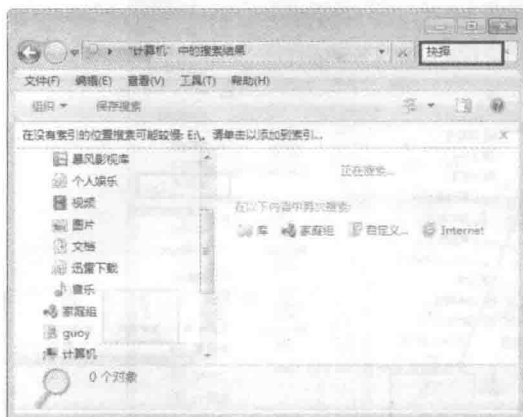 "计算机"中的搜索结果
抉择
文件(F) 编辑(E) 查看(V) 工具(T) 帮助(H)
组织 保存搜索
在没有索引的位置搜索可能较慢: E:\。请单击以添加到索引...
暴风影视库
个人娱乐
视频
图片
文档
迅雷下载
音乐
家庭组
guoy
计算机
正在搜索...
在以下内容中再次搜索:
库 家庭组 自定义... Internet
0 个对象